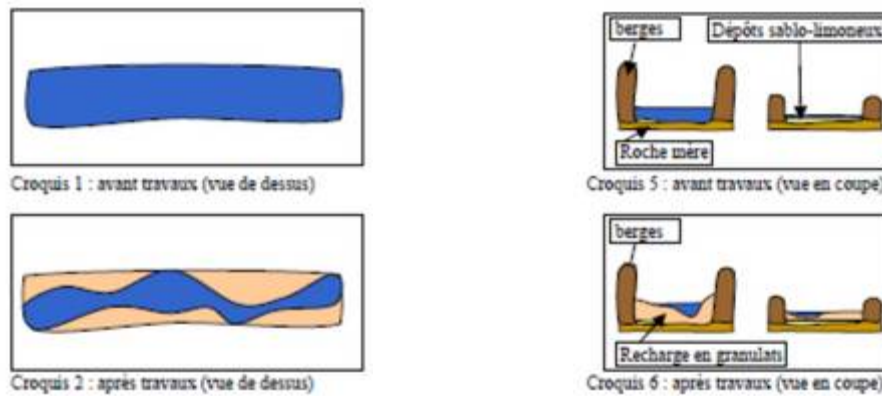 berges
Dépôts sablo-limoneux
Roche mère
Croquis 1 : avant travaux (vue de dessus)
Croquis 5 : avant travaux (vue en coupe)
berges
Recharge en granulats
Croquis 2 : après travaux (vue de dessus)
Croquis 6 : après travaux (vue en coupe)